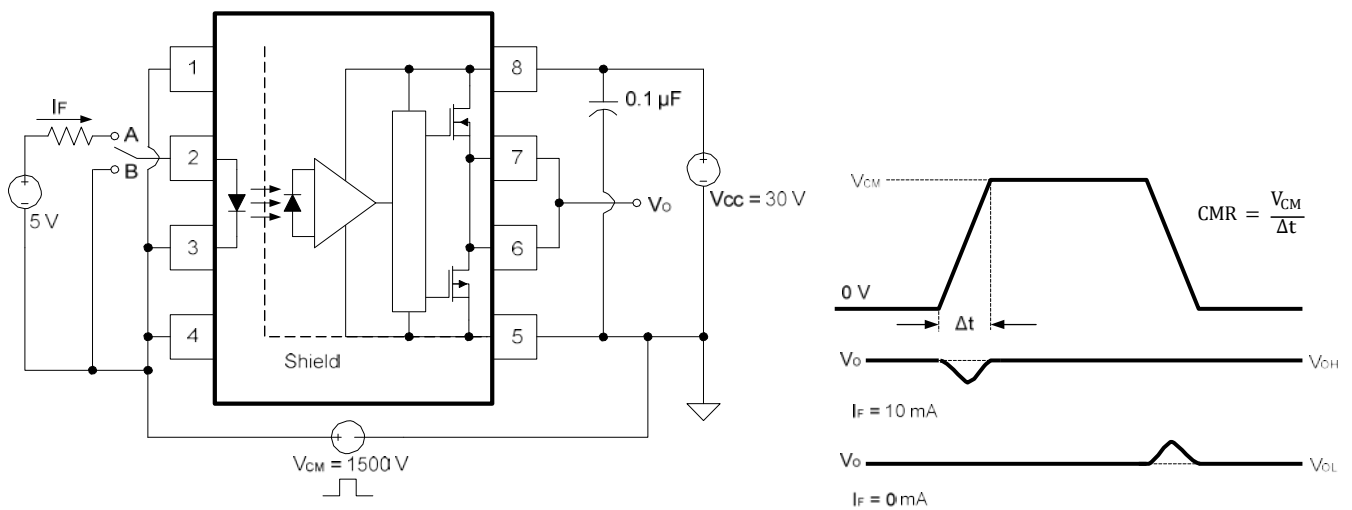 1
8
IF
0.1 µF
A
2
7
B
VCC = 30 V
VO
5 V
3
6
4
5
Shield
VCM = 1500 V
VCM
CMR = VCM / Δt
0 V
Δt
VO
VOH
IF = 10 mA
VO
VOL
IF = 0 mA